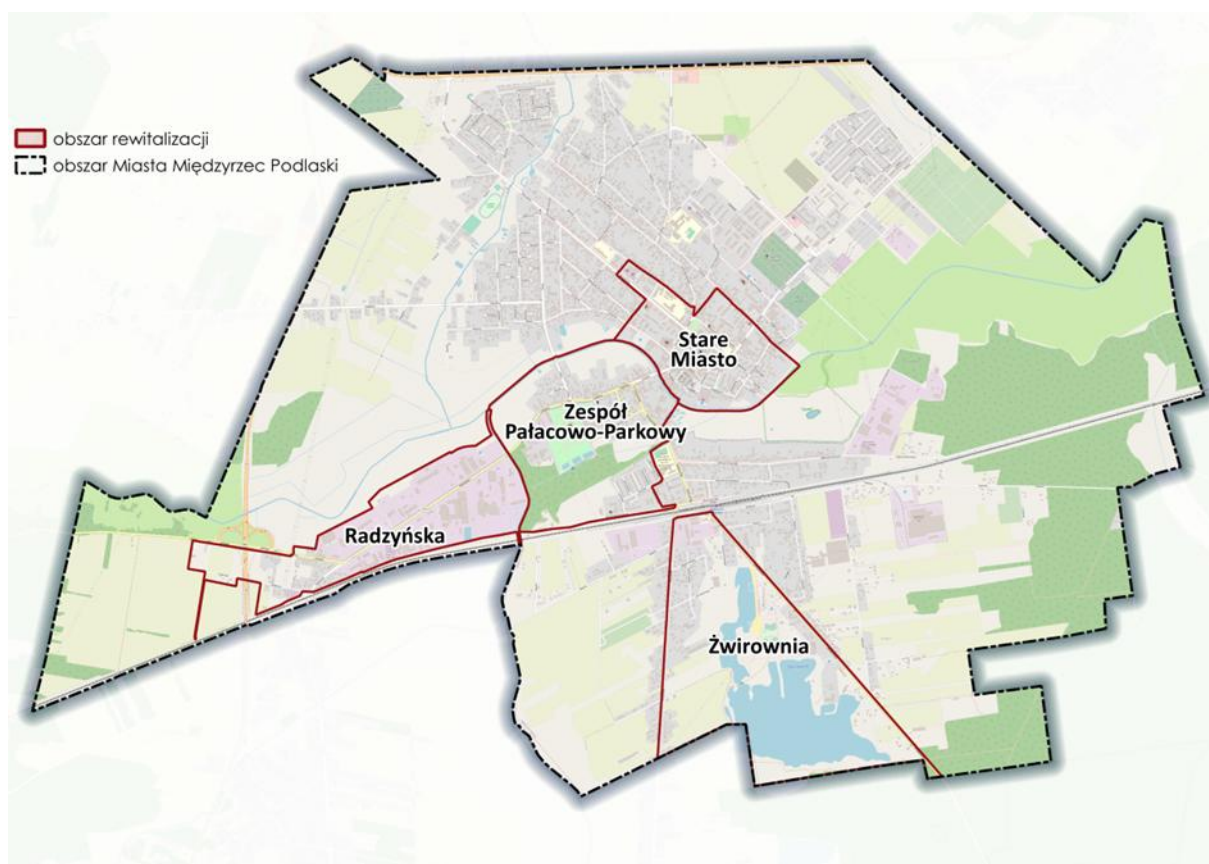 obszar rewitalizacji
obszar Miasta Międzyrzec Podlaski
Stare
Miasto
Zespół
Pałacowo-Parkowy
Radzyńska
Żwirownia